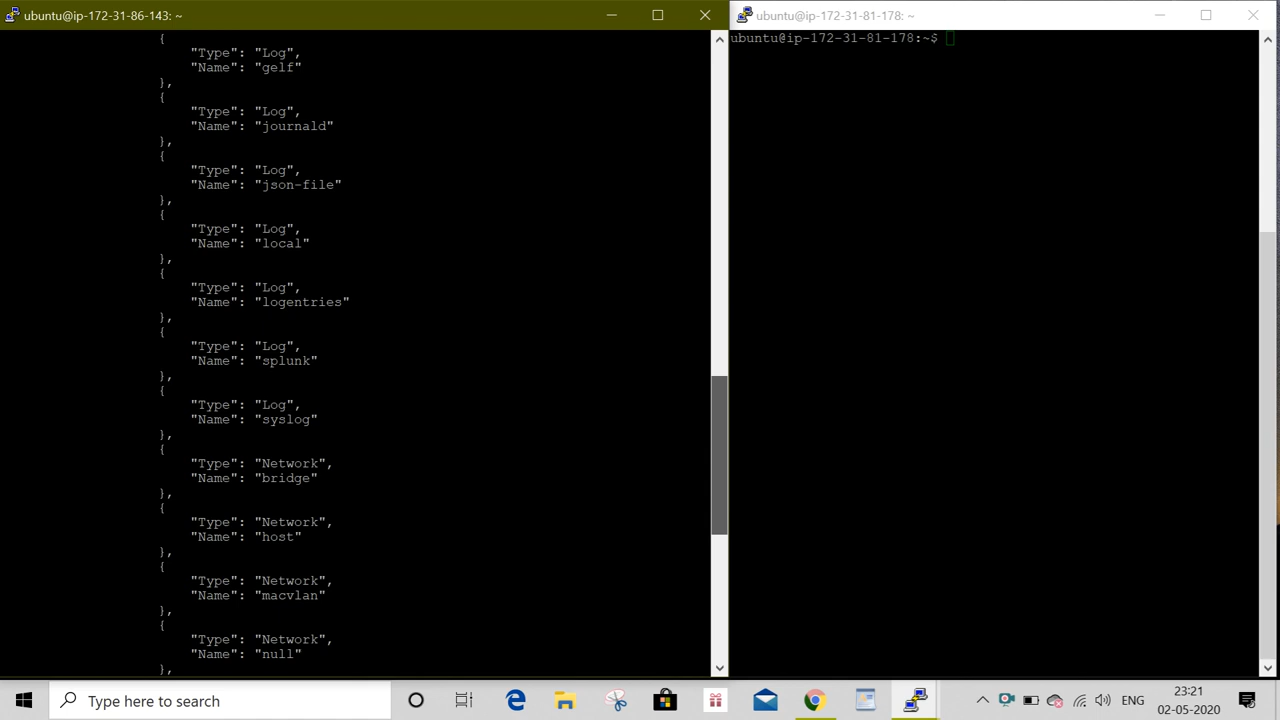 ubuntu@ip-172-31-86-143: ~
{
"Type": "Log",
"Name": "gelf"
},
{
"Type": "Log",
"Name": "journald"
},
{
"Type": "Log",
"Name": "json-file"
},
{
"Type": "Log",
"Name": "local"
},
{
"Type": "Log",
"Name": "logentries"
},
{
"Type": "Log",
"Name": "splunk"
},
{
"Type": "Log",
"Name": "syslog"
},
{
"Type": "Network",
"Name": "bridge"
},
{
"Type": "Network",
"Name": "host"
},
{
"Type": "Network",
"Name": "macvlan"
},
{
"Type": "Network",
"Name": "null"
},
ubuntu@ip-172-31-81-178: ~
ubuntu@ip-172-31-81-178:~$
Type here to search
ENG
23:21
02-05-2020